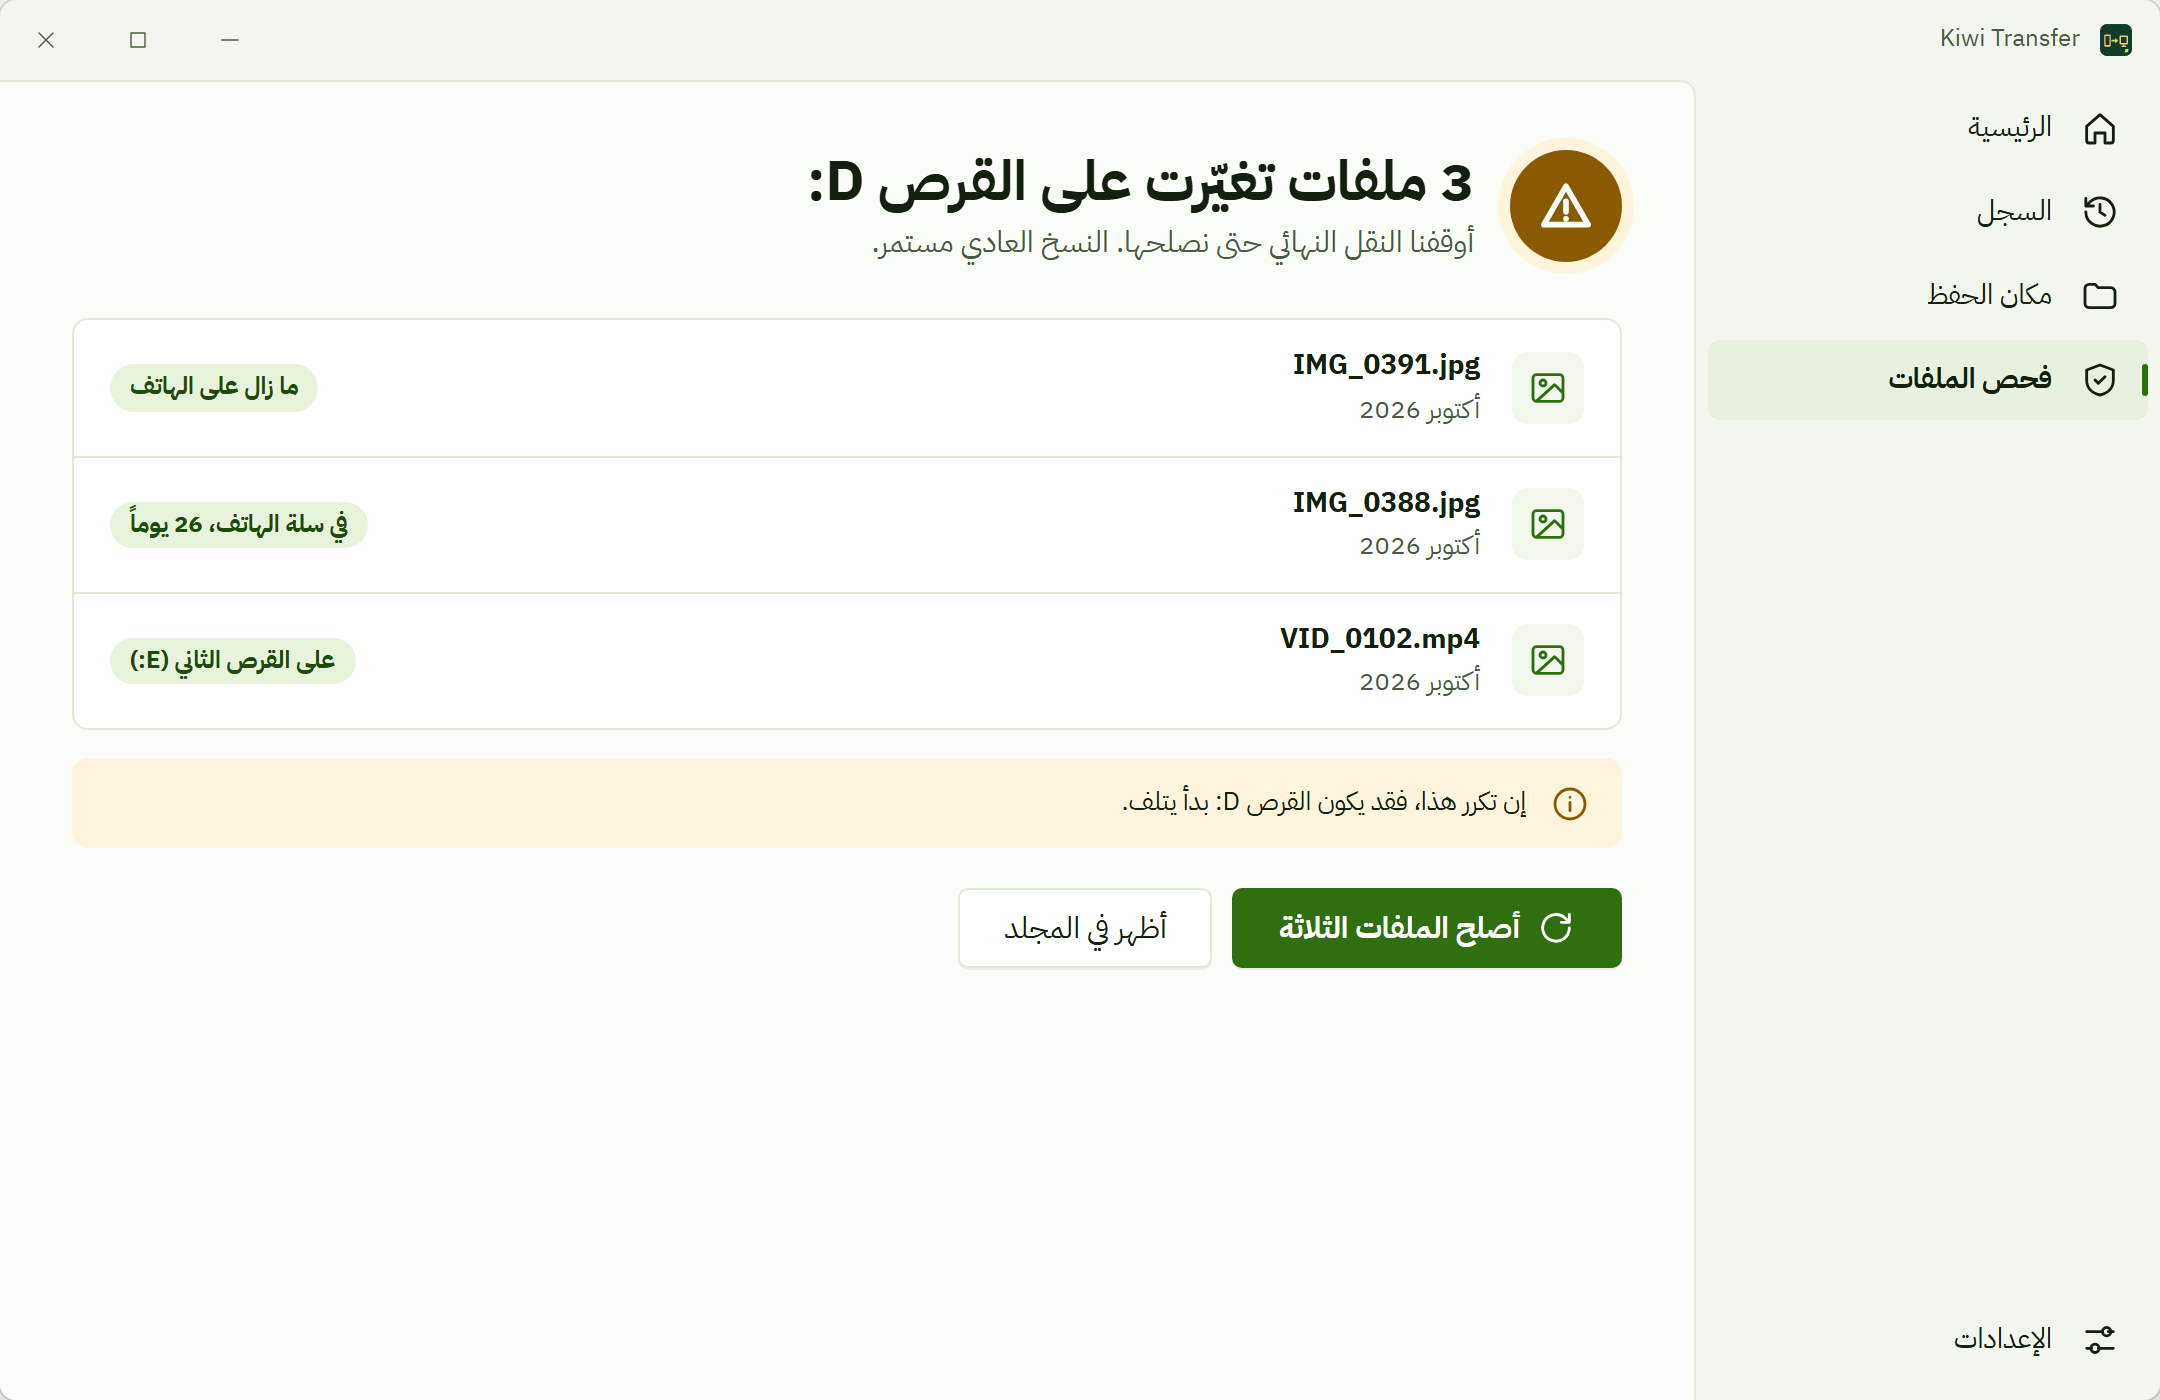 Kiwi Transfer
الرئيسية
السجل
مكان الحفظ
فحص الملفات
الإعدادات
3 ملفات تغيّرت على القرص D:
أوقفنا النقل النهائي حتى نصلحها. النسخ العادي مستمر.
IMG_0391.jpg
أكتوبر 2026
ما زال على الهاتف
IMG_0388.jpg
أكتوبر 2026
في سلة الهاتف، 26 يوماً
VID_0102.mp4
أكتوبر 2026
على القرص الثاني (E:)
إن تكرر هذا، فقد يكون القرص D: بدأ يتلف.
أصلح الملفات الثلاثة
أظهر في المجلد